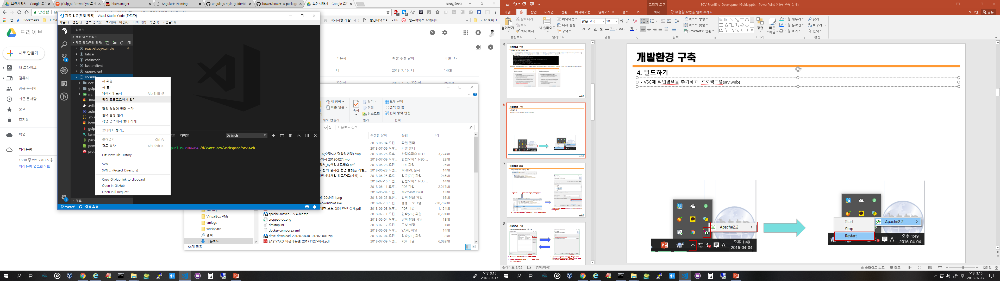 보안서약서 - Google 드
[Gulp.js] BrowerSync로 
hbcManager
AngularJs Naming
angularjs-style-guide/RE
bower/bower: A package
보안서약서 - Google 드
seong hoon
안전함
앱
Bookmarks
TTOA
객체지향 개발 5대 
발급내역조회 | P.UN
컴퓨터에서 삭제해
기타 북마크
드라이브
새로 만들기
내 드라이브
컴퓨터
공유 문서함
최근 문서함
중요
휴지통
백업
저장용량
15GB 중 221.2MB 사용
저장용량 업그레이드
소유자
최종 수정 날짜
파일 크기
나
2018. 7. 16. 나
14KB
2018. 7. 16. 유정식
259KB
제목 없음(작업 영역) - Visual Studio Code [관리자]
파일(F) 편집(E) 선택 영역(S) 보기(V) 이동(G) 디버그(D) 작업(T) 도움말(H)
탐색기
열려 있는 편집기
제목 없음(작업 영역)
react-study-sample
fabcar
chaincode
kvote-client
open-client
srv.web
e2e
gulp
src
.bow
.edit
.eslin
.yo-r
bow
gulp
karm
pack
pom
prot
개요
새 파일
새 폴더
탐색기에 표시 Alt+Shift+R
명령 프롬프트에서 열기
작업 영역에 폴더 추가...
폴더 설정 열기
작업 영역에서 폴더 삭제
폴더에서 찾기...
붙여넣기 Ctrl+V
경로 복사 Alt+Shift+C
Git: View File History
SVN ...
SVN ... (Project Directory)
Copy GitHub link to clipboard
Open in GitHub
Open Pull Request
터미널
2: bash
pual-PC MINGW64 /d/kvote-dev/workspace/srv.web
master*
0 0
새 항목
빠른 연결
새로 만들기
속성
열기
편집
히스토리
열기
모두 선택
선택 안 함
선택 영역 반전
선택
다운로드 검색
수정한 날짜 유형 크기
2018-06-04 오전... 파일 폴더
2018-07-09 오후... 파일 폴더
16(수정5차-협약일변경).hwp 2018-06-26 오후... 한컴오피스 NEO ... 3,774KB
의서 20180427.hwp 2018-07-09 오후... 한컴오피스 NEO ... 22KB
약서_by한일네트웍스.pdf 2018-06-28 오전... PDF 파일 125KB
기반의 실시간 협업 플랫폼 개발... 2018-06-28 오전... MHTML 문서 14KB
인시범사업 참고자료(서식) 송... 2018-06-25 오후... 압축(ZIP) 파일 245KB
2018-07-16 오전... 한컴오피스 NEO ... 14KB
2018-06-11 오후... PDF 파일 2,217KB
2018-06-04 오전... Microsoft Excel ... 13KB
f129cf4[1].png 2018-06-25 오전... 알씨 PNG 파일 165KB
er-windows.exe 2018-07-10 오전... 응용 프로그램 230,787KB
위한 로드 쉐딩 엔진 설계.pdf 2018-06-08 오후... PDF 파일 1,154KB
apache-maven-3.5.4-bin.zip 2018-07-11 오전... 압축(ZIP) 파일 8,791KB
cropped-dc.png 2018-06-04 오후... 알씨 PNG 파일 18KB
desktop.ini 2018-07-17 오전... 구성 설정 1KB
docker-compose.yaml 2018-06-08 오후... YAML 파일 14KB
drive-download-20180704T010126Z-001.zip 2018-07-04 오전... 압축(ZIP) 파일 8KB
EASTYARD_이용메뉴얼_20171127-복사.pdf 2018-07-09 오전... PDF 파일 6,082KB
Tracing
VirtualBox VMs
vmlogs
workspace
검색
다운로드
54개 항목
오후 3:15
2018-07-17
그리기 도구
BCV_FrontEnd_DevelopmentGuide.pptx - PowerPoint (제품 인증 실패)
파일 홈 삽입 디자인 전환 애니메이션 슬라이드 쇼 검토 보기 서식 수행할 작업을 알려 주세요.
로그인 공유
붙여넣기
잘라내기
복사
서식 복사
클립보드
새 슬라이드
레이아웃
다시 설정
구역
슬라이드
맑은 고딕 10
글꼴
텍스트 방향
텍스트 맞춤
SmartArt로 변환
단락
정렬
빠른 스타일
도형 채우기
도형 윤곽선
도형 효과
그리기
찾기
바꾸기
선택
편집
5
개발환경 구축
6
개발환경 구축
4. 빌드하기
7
개발환경 구축
8
개발환경 구축
개발환경 구축
4. 빌드하기
• VSC에 작업영역을 추가하고 프로젝트명(srv.web)
Apache2.2
오후 1:49
2016-04-04
Start
Stop
Restart
Apache2.2
오후 1:49
2016-04-04
슬라이드 6/22
영어(미국)
슬라이드 노트
메모
125 %
오후 3:15
2018-07-17